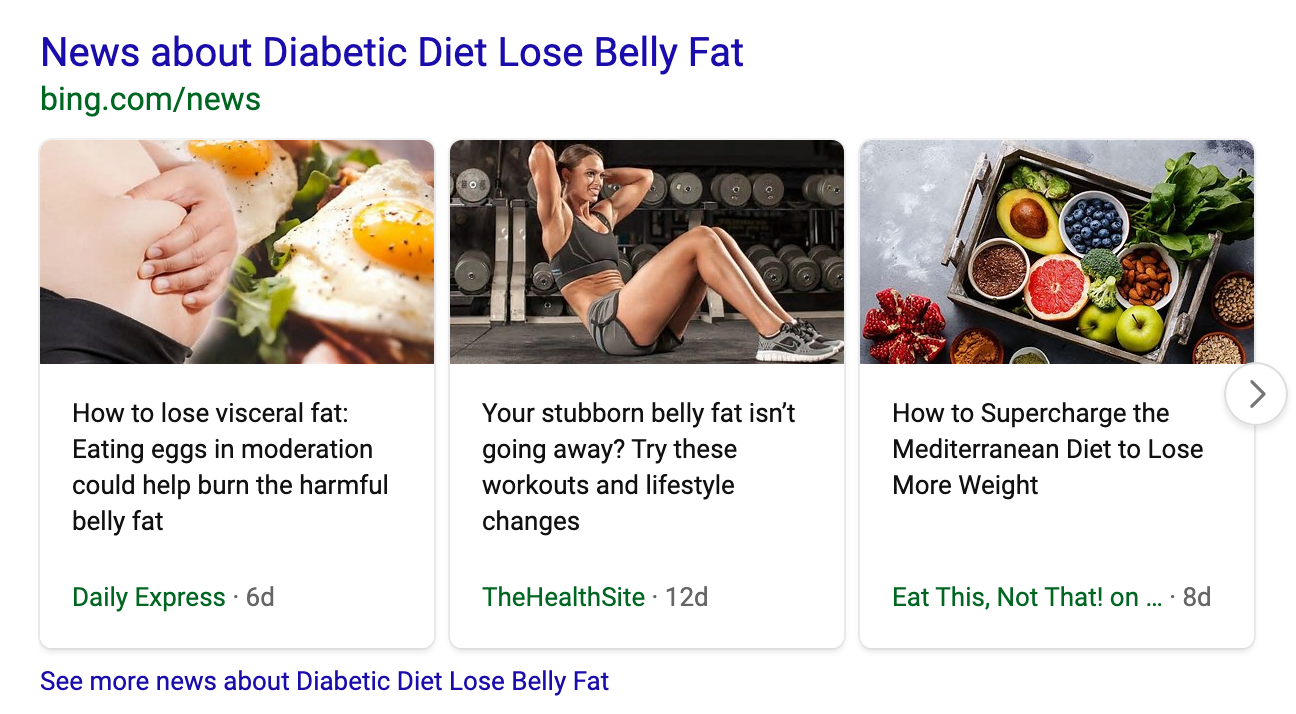 News about Diabetic Diet Lose Belly Fat
bing.com/news
How to lose visceral fat:
Eating eggs in moderation
could help burn the harmful
belly fat
Daily Express · 6d
Your stubborn belly fat isn’t
going away? Try these
workouts and lifestyle
changes
TheHealthSite · 12d
How to Supercharge the
Mediterranean Diet to Lose
More Weight
Eat This, Not That! on ... · 8d
See more news about Diabetic Diet Lose Belly Fat